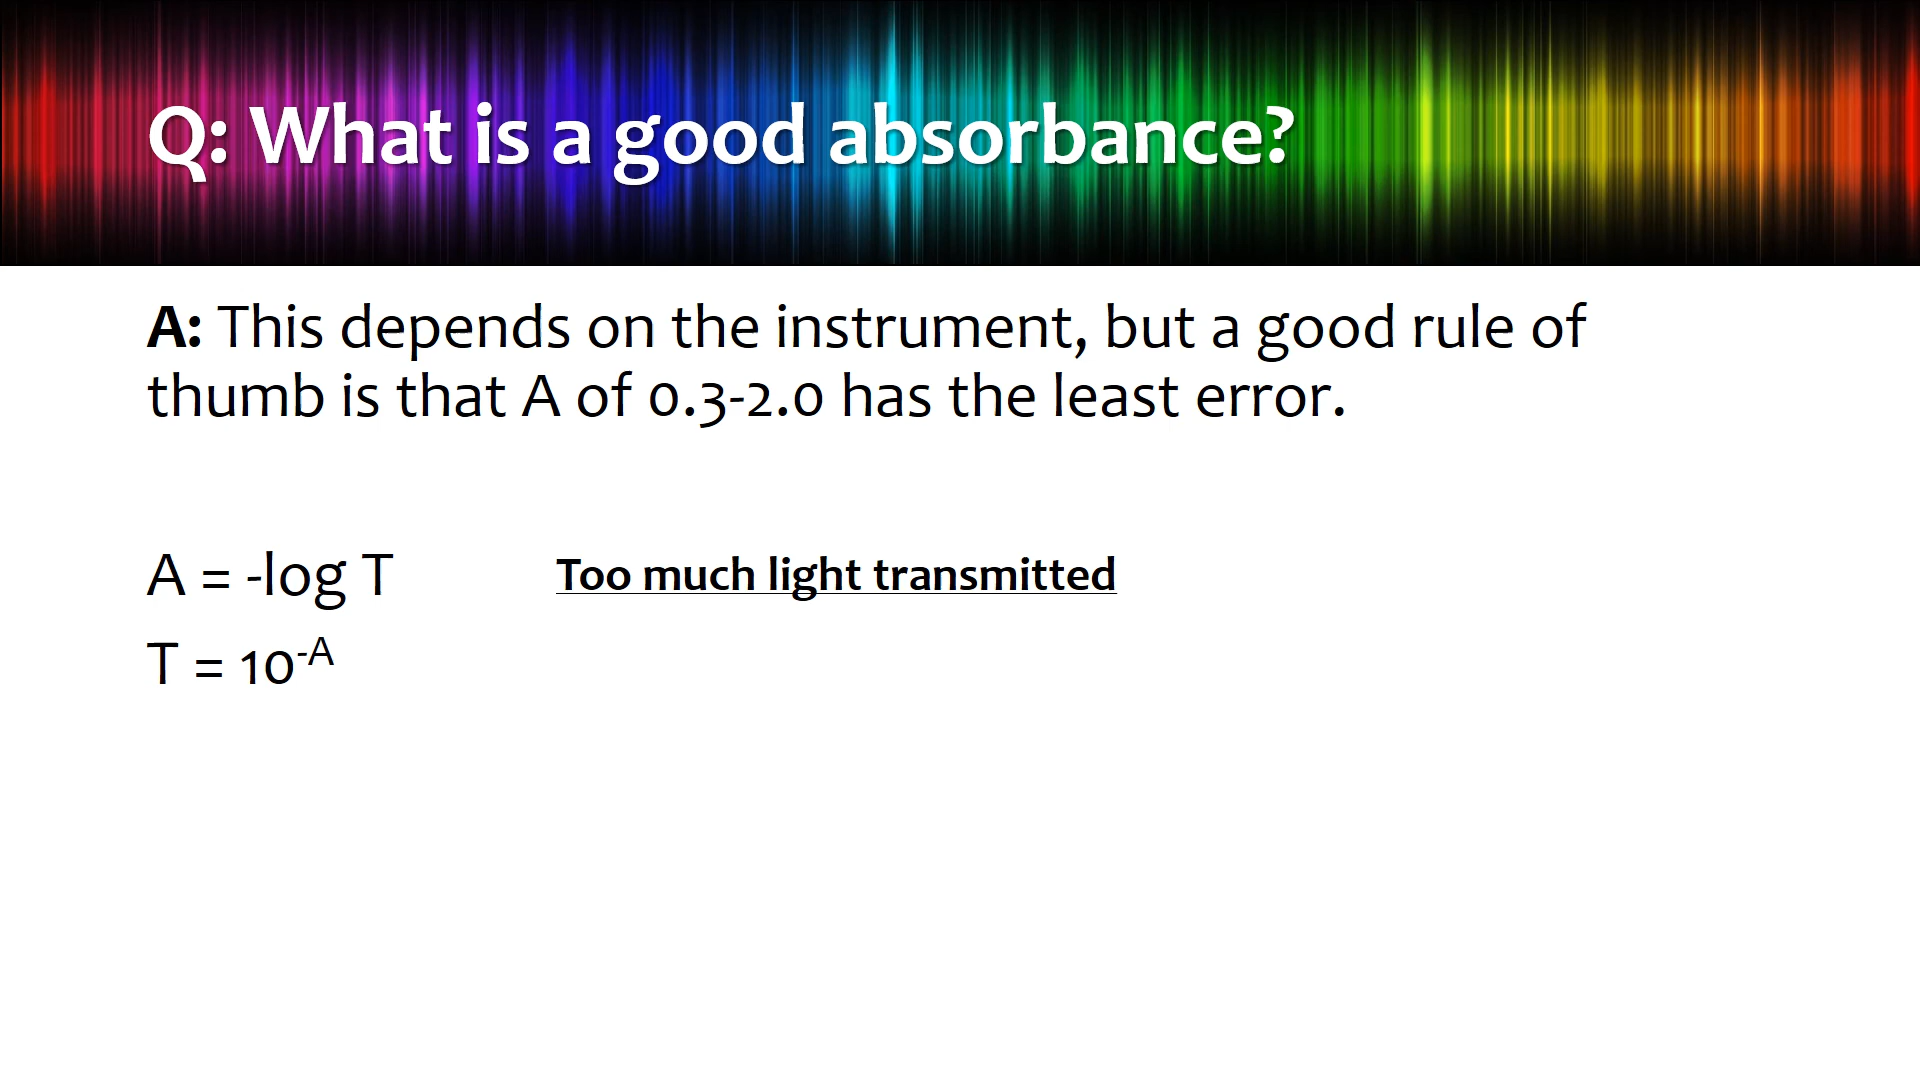 Q: What is a good absorbance?
A: This depends on the instrument, but a good rule of
thumb is that A of 0.3-2.0 has the least error.
A = -log T
Too much light transmitted
T = 10⁻ᴬ